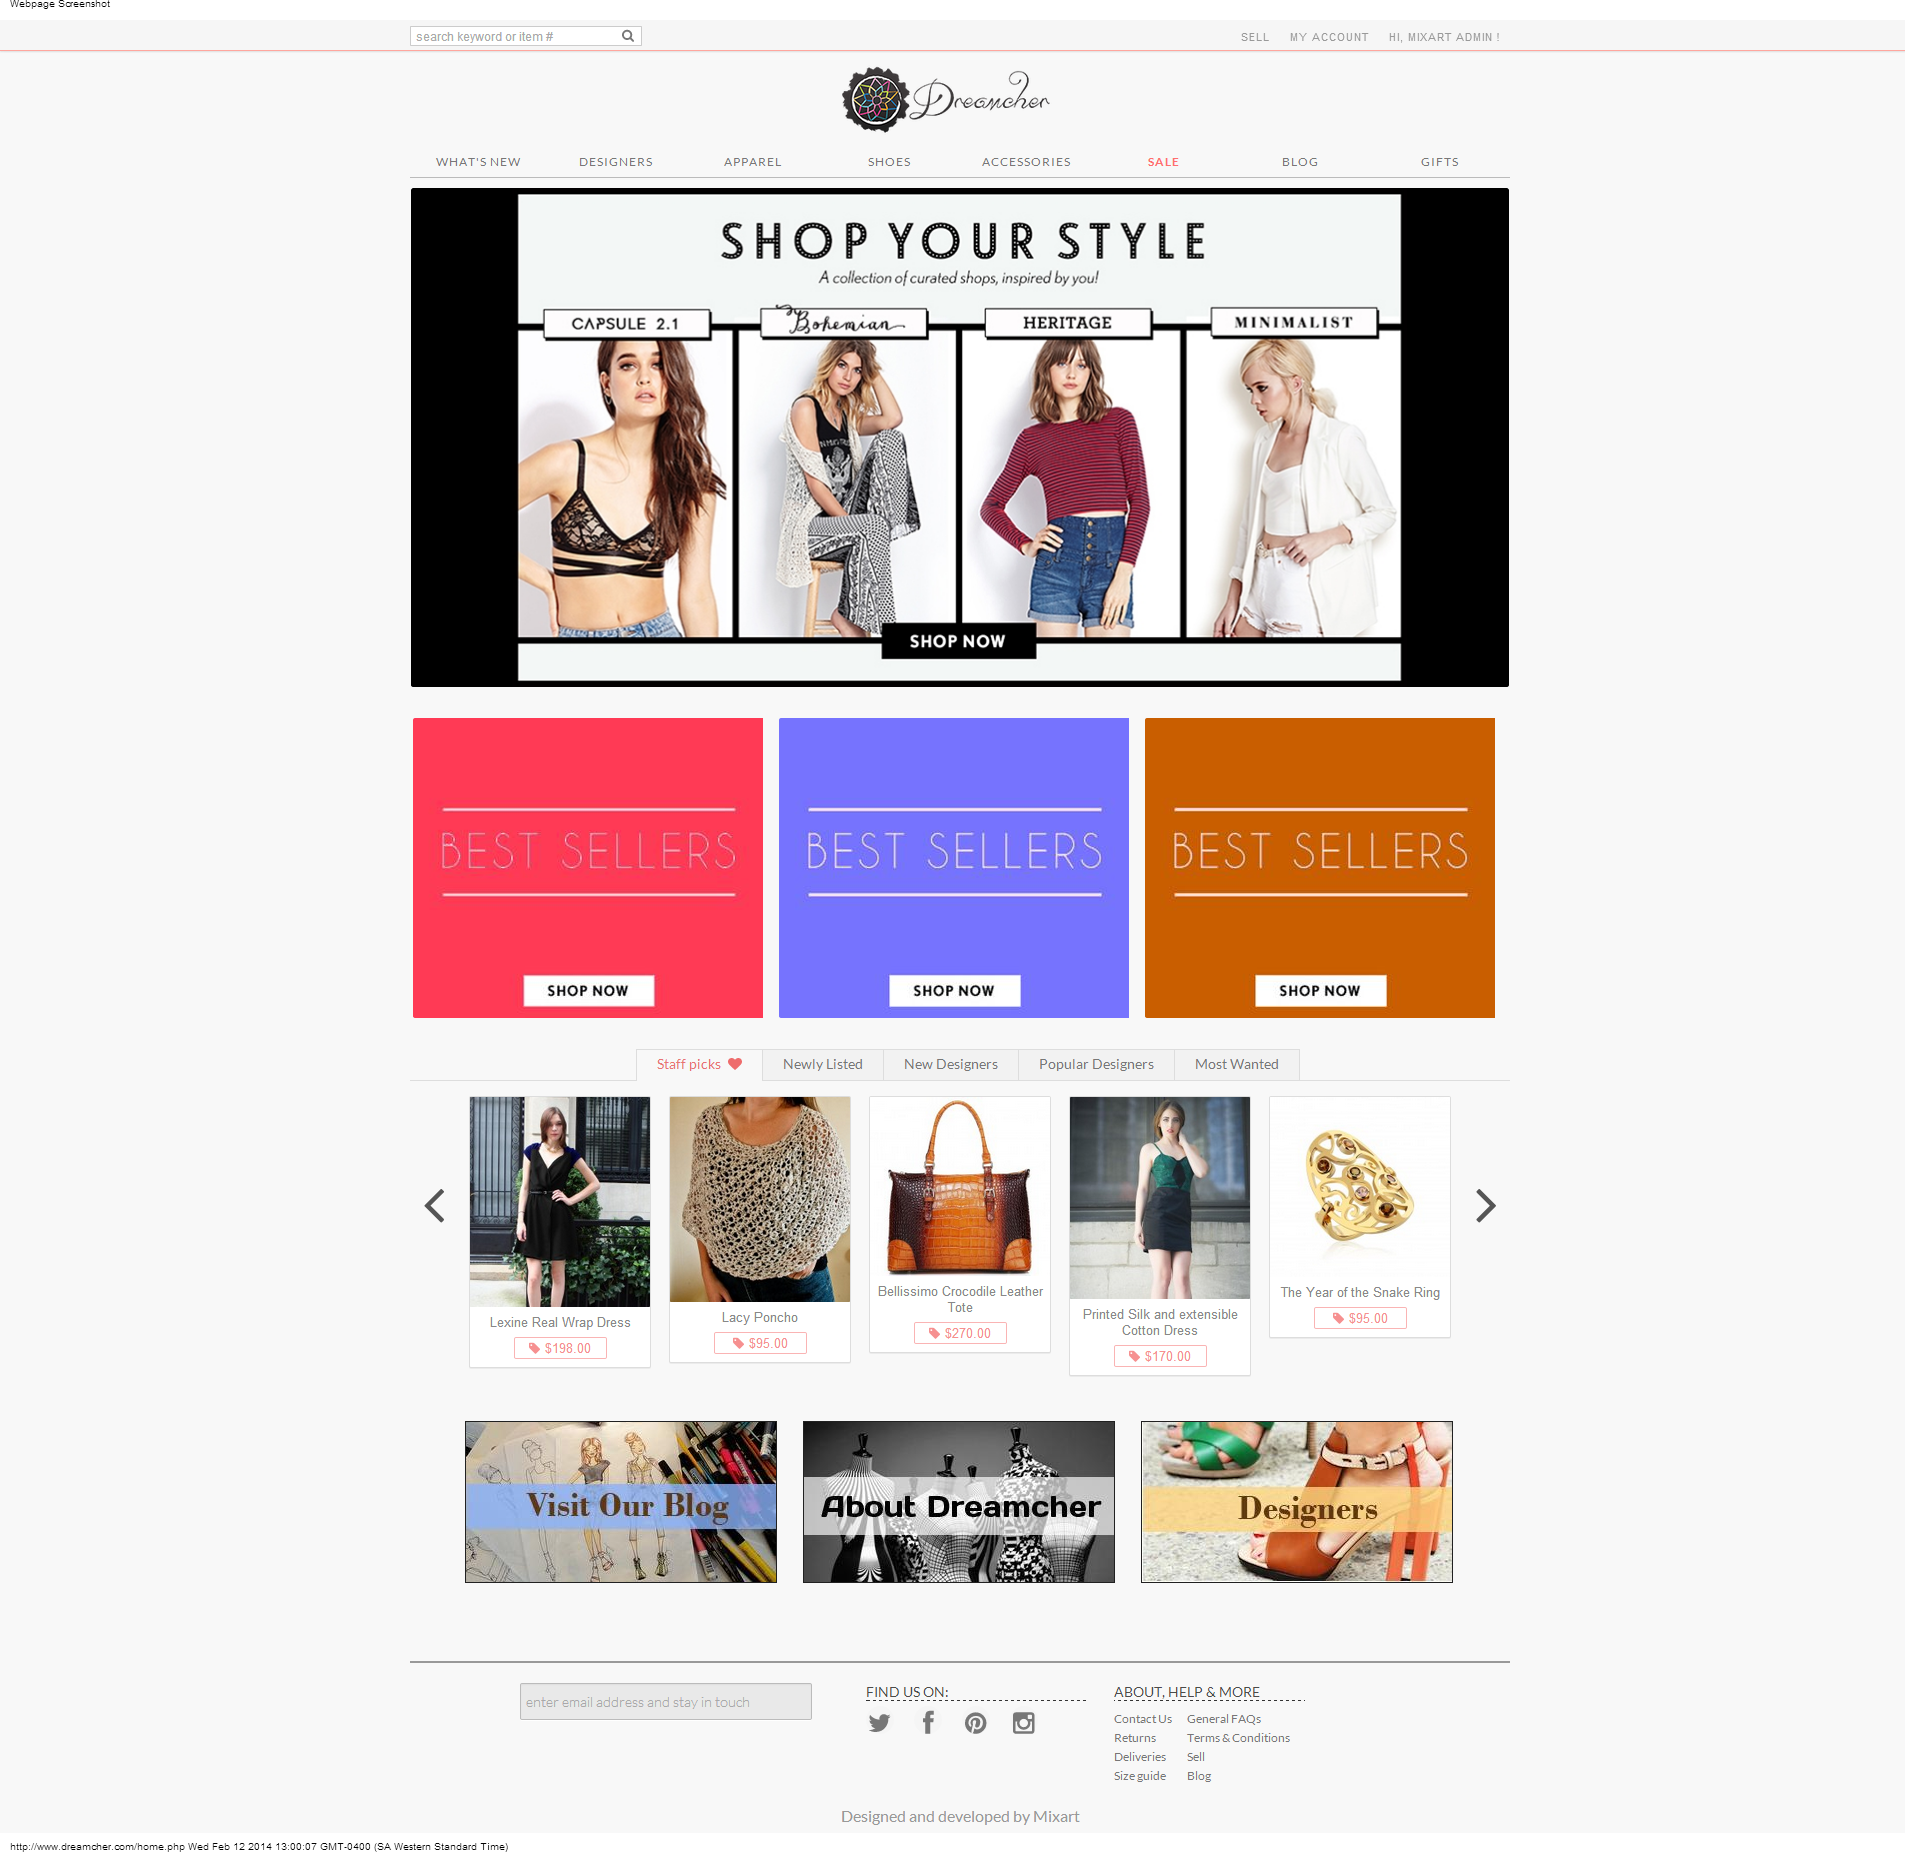 Webpage Screenshot
search keyword or item #
SELL MY ACCOUNT HI, MIXART ADMIN !
Dreamcher
WHAT'S NEW DESIGNERS APPAREL SHOES ACCESSORIES SALE BLOG GIFTS
SHOP YOUR STYLE
A collection of curated shops, inspired by you!
CAPSULE 2.1 Bohemian HERITAGE MINIMALIST
SHOP NOW
BEST SELLERS BEST SELLERS BEST SELLERS
SHOP NOW SHOP NOW SHOP NOW
Staff picks Newly Listed New Designers Popular Designers Most Wanted
Lexine Real Wrap Dress
$198.00
Lacy Poncho
$95.00
Bellissimo Crocodile Leather
Tote
$270.00
Printed Silk and extensible
Cotton Dress
$170.00
The Year of the Snake Ring
$95.00
Visit Our Blog
About Dreamcher
Designers
enter email address and stay in touch
FIND US ON:
ABOUT, HELP & MORE
Contact Us General FAQs
Returns Terms & Conditions
Deliveries Sell
Size guide Blog
Designed and developed by Mixart
http://www.dreamcher.com/home.php Wed Feb 12 2014 13:00:07 GMT-0400 (SA Western Standard Time)